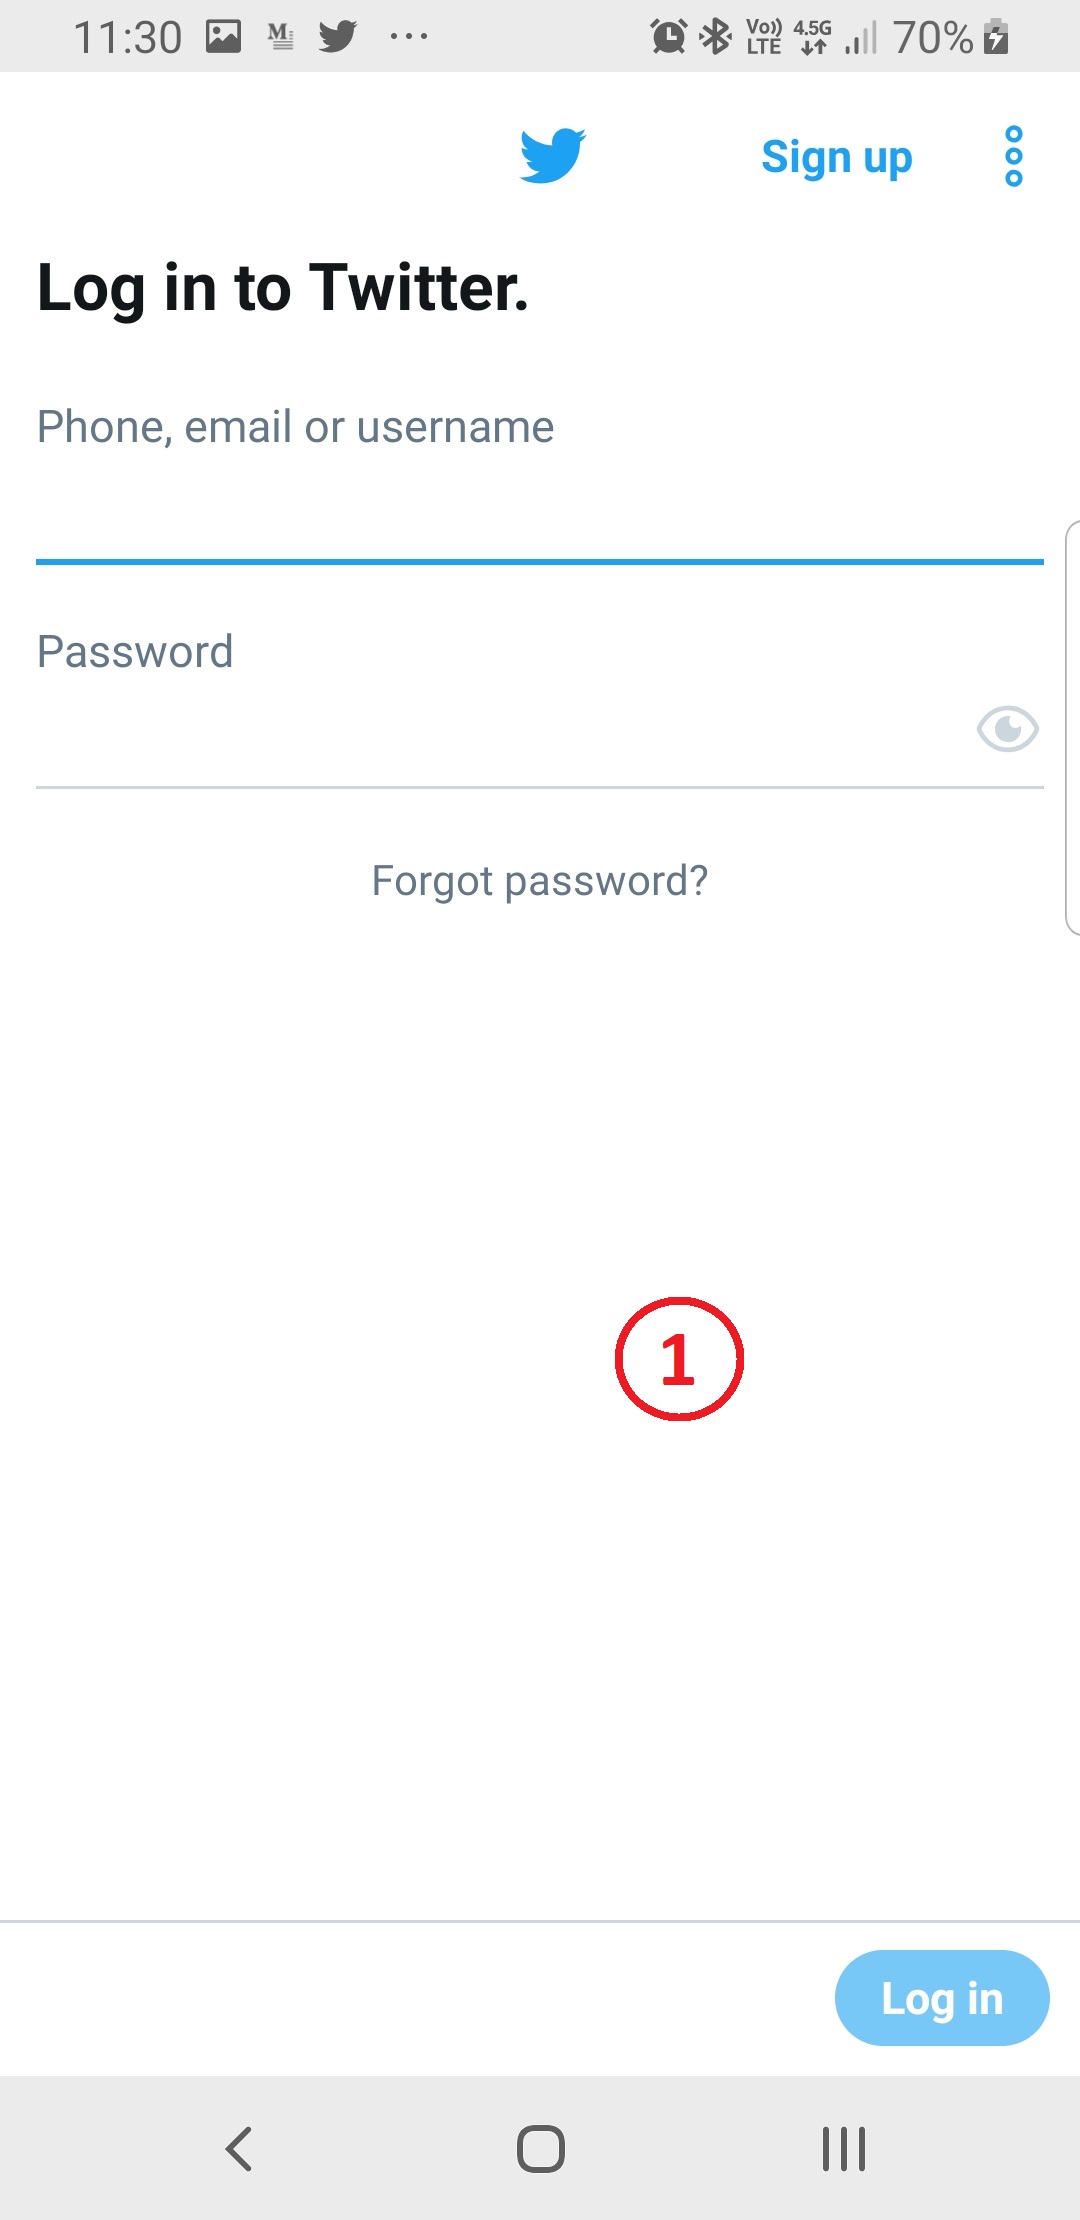 11:30 M ... Vo)) LTE 4.5G 70%
Sign up
Log in to Twitter.
Phone, email or username
Password
Forgot password?
1
Log in